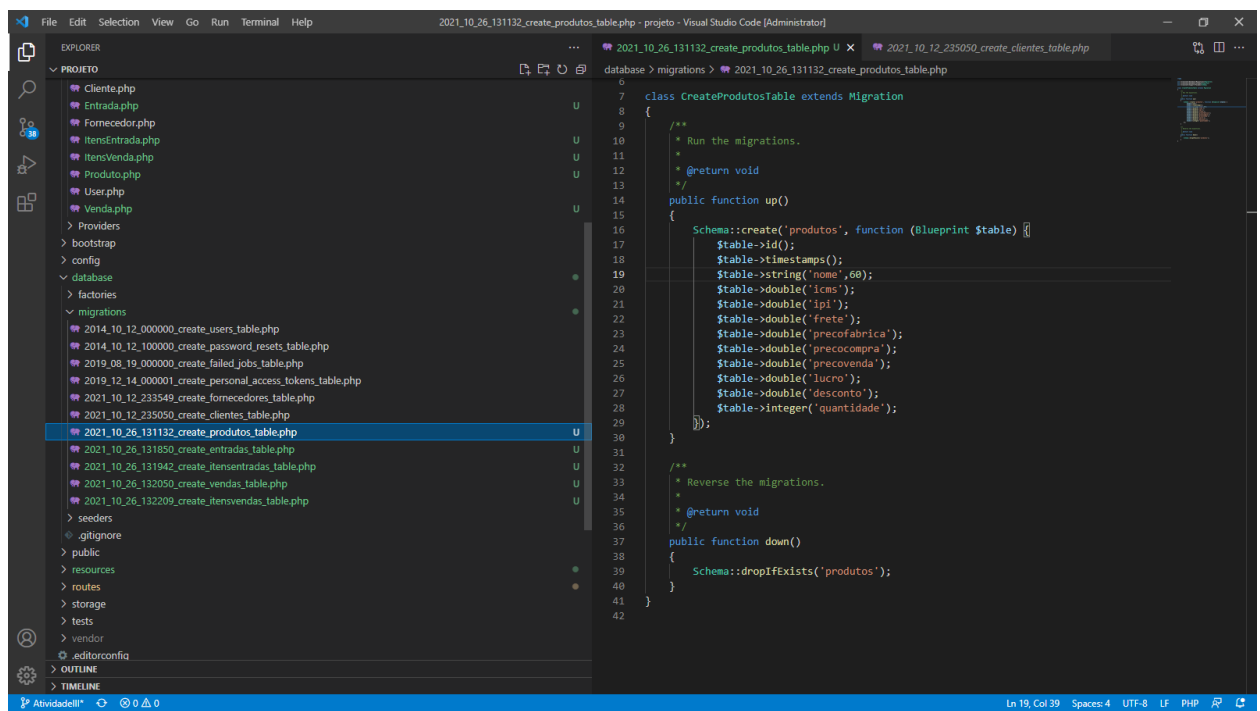 File Edit Selection View Go Run Terminal Help
2021_10_26_131132_create_produtos_table.php - projeto - Visual Studio Code [Administrator]
EXPLORER
PROJETO
Cliente.php
Entrada.php U
Fornecedor.php
ItensEntrada.php U
ItensVenda.php U
Produto.php U
User.php
Venda.php U
> Providers
> bootstrap
> config
database
> factories
migrations
2014_10_12_000000_create_users_table.php
2014_10_12_100000_create_password_resets_table.php
2019_08_19_000000_create_failed_jobs_table.php
2019_12_14_000001_create_personal_access_tokens_table.php
2021_10_12_233549_create_fornecedores_table.php
2021_10_12_235050_create_clientes_table.php
2021_10_26_131132_create_produtos_table.php U
2021_10_26_131850_create_entradas_table.php U
2021_10_26_131942_create_itensentradas_table.php U
2021_10_26_132050_create_vendas_table.php U
2021_10_26_132209_create_itensvendas_table.php U
> seeders
.gitignore
> public
> resources
> routes
> storage
> tests
> vendor
.editorconfig
> OUTLINE
> TIMELINE
38
2021_10_26_131132_create_produtos_table.php U
2021_10_12_235050_create_clientes_table.php
database > migrations > 2021_10_26_131132_create_produtos_table.php
6
7 class CreateProdutosTable extends Migration
8 {
9 /**
10 * Run the migrations.
11 *
12 * @return void
13 */
14 public function up()
15 {
16 Schema::create('produtos', function (Blueprint $table) {
17 $table->id();
18 $table->timestamps();
19 $table->string('nome',60);
20 $table->double('icms');
21 $table->double('ipi');
22 $table->double('frete');
23 $table->double('precofabrica');
24 $table->double('precocompra');
25 $table->double('precovenda');
26 $table->double('lucro');
27 $table->double('desconto');
28 $table->integer('quantidade');
29 });
30 }
31
32 /**
33 * Reverse the migrations.
34 *
35 * @return void
36 */
37 public function down()
38 {
39 Schema::dropIfExists('produtos');
40 }
41 }
42
AtividadeIII* 0 0 Ln 19, Col 39 Spaces: 4 UTF-8 LF PHP